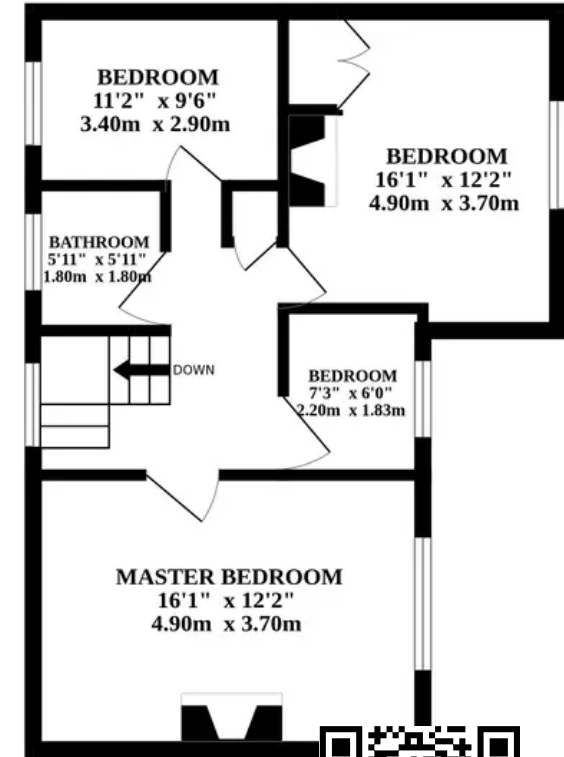 BEDROOM
11'2" x 9'6"
3.40m x 2.90m
BEDROOM
16'1" x 12'2"
4.90m x 3.70m
BATHROOM
5'11" x 5'11"
1.80m x 1.80m
DOWN
BEDROOM
7'3" x 6'0"
2.20m x 1.83m
MASTER BEDROOM
16'1" x 12'2"
4.90m x 3.70m